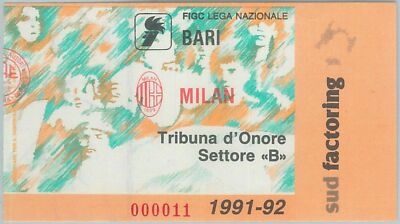 FIGC LEGA NAZIONALE
BARI
MILAN
Tribuna d'Onore
Settore «B»
000011
1991-92
sud factoring